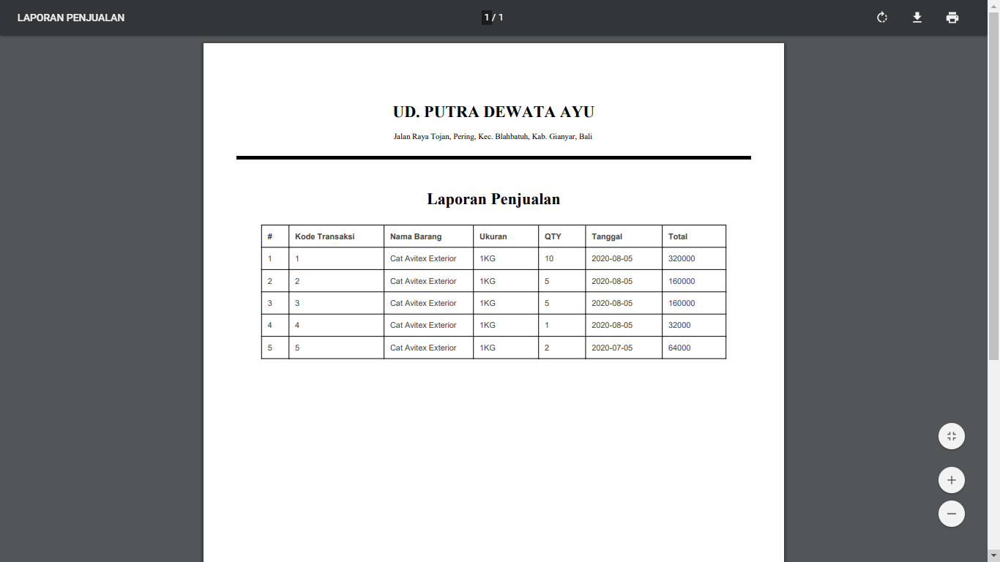 LAPORAN PENJUALAN
1 / 1
UD. PUTRA DEWATA AYU
Jalan Raya Tojan, Pering, Kec. Blahbatuh, Kab. Gianyar, Bali
Laporan Penjualan
# Kode Transaksi Nama Barang Ukuran QTY Tanggal Total
1 1 Cat Avitex Exterior 1KG 10 2020-08-05 320000
2 2 Cat Avitex Exterior 1KG 5 2020-08-05 160000
3 3 Cat Avitex Exterior 1KG 5 2020-08-05 160000
4 4 Cat Avitex Exterior 1KG 1 2020-08-05 32000
5 5 Cat Avitex Exterior 1KG 2 2020-07-05 64000